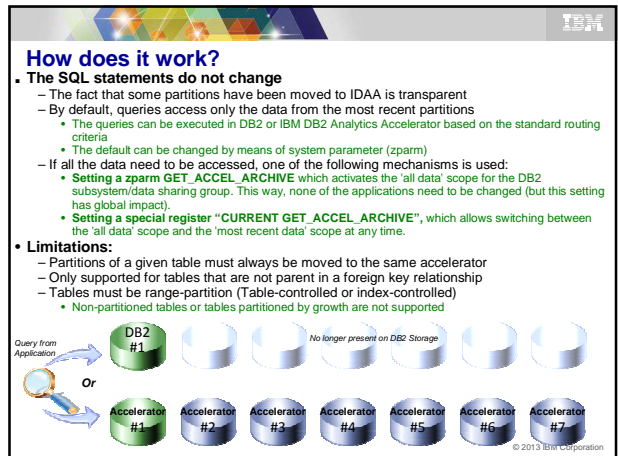 IBM
How does it work?
▪ The SQL statements do not change
– The fact that some partitions have been moved to IDAA is transparent
– By default, queries access only the data from the most recent partitions
• The queries can be executed in DB2 or IBM DB2 Analytics Accelerator based on the standard routing
criteria
• The default can be changed by means of system parameter (zparm)
– If all the data need to be accessed, one of the following mechanisms is used:
• Setting a zparm GET_ACCEL_ARCHIVE which activates the 'all data' scope for the DB2
subsystem/data sharing group. This way, none of the applications need to be changed (but this setting
has global impact).
• Setting a special register “CURRENT GET_ACCEL_ARCHIVE”, which allows switching between
the 'all data' scope and the 'most recent data' scope at any time.
• Limitations:
– Partitions of a given table must always be moved to the same accelerator
– Only supported for tables that are not parent in a foreign key relationship
– Tables must be range-partition (Table-controlled or index-controlled)
• Non-partitioned tables or tables partitioned by growth are not supported
Query from
Application
DB2
#1
No longer present on DB2 Storage
Or
Accelerator
#1
Accelerator
#2
Accelerator
#3
Accelerator
#4
Accelerator
#5
Accelerator
#6
Accelerator
#7
© 2013 IBM Corporation